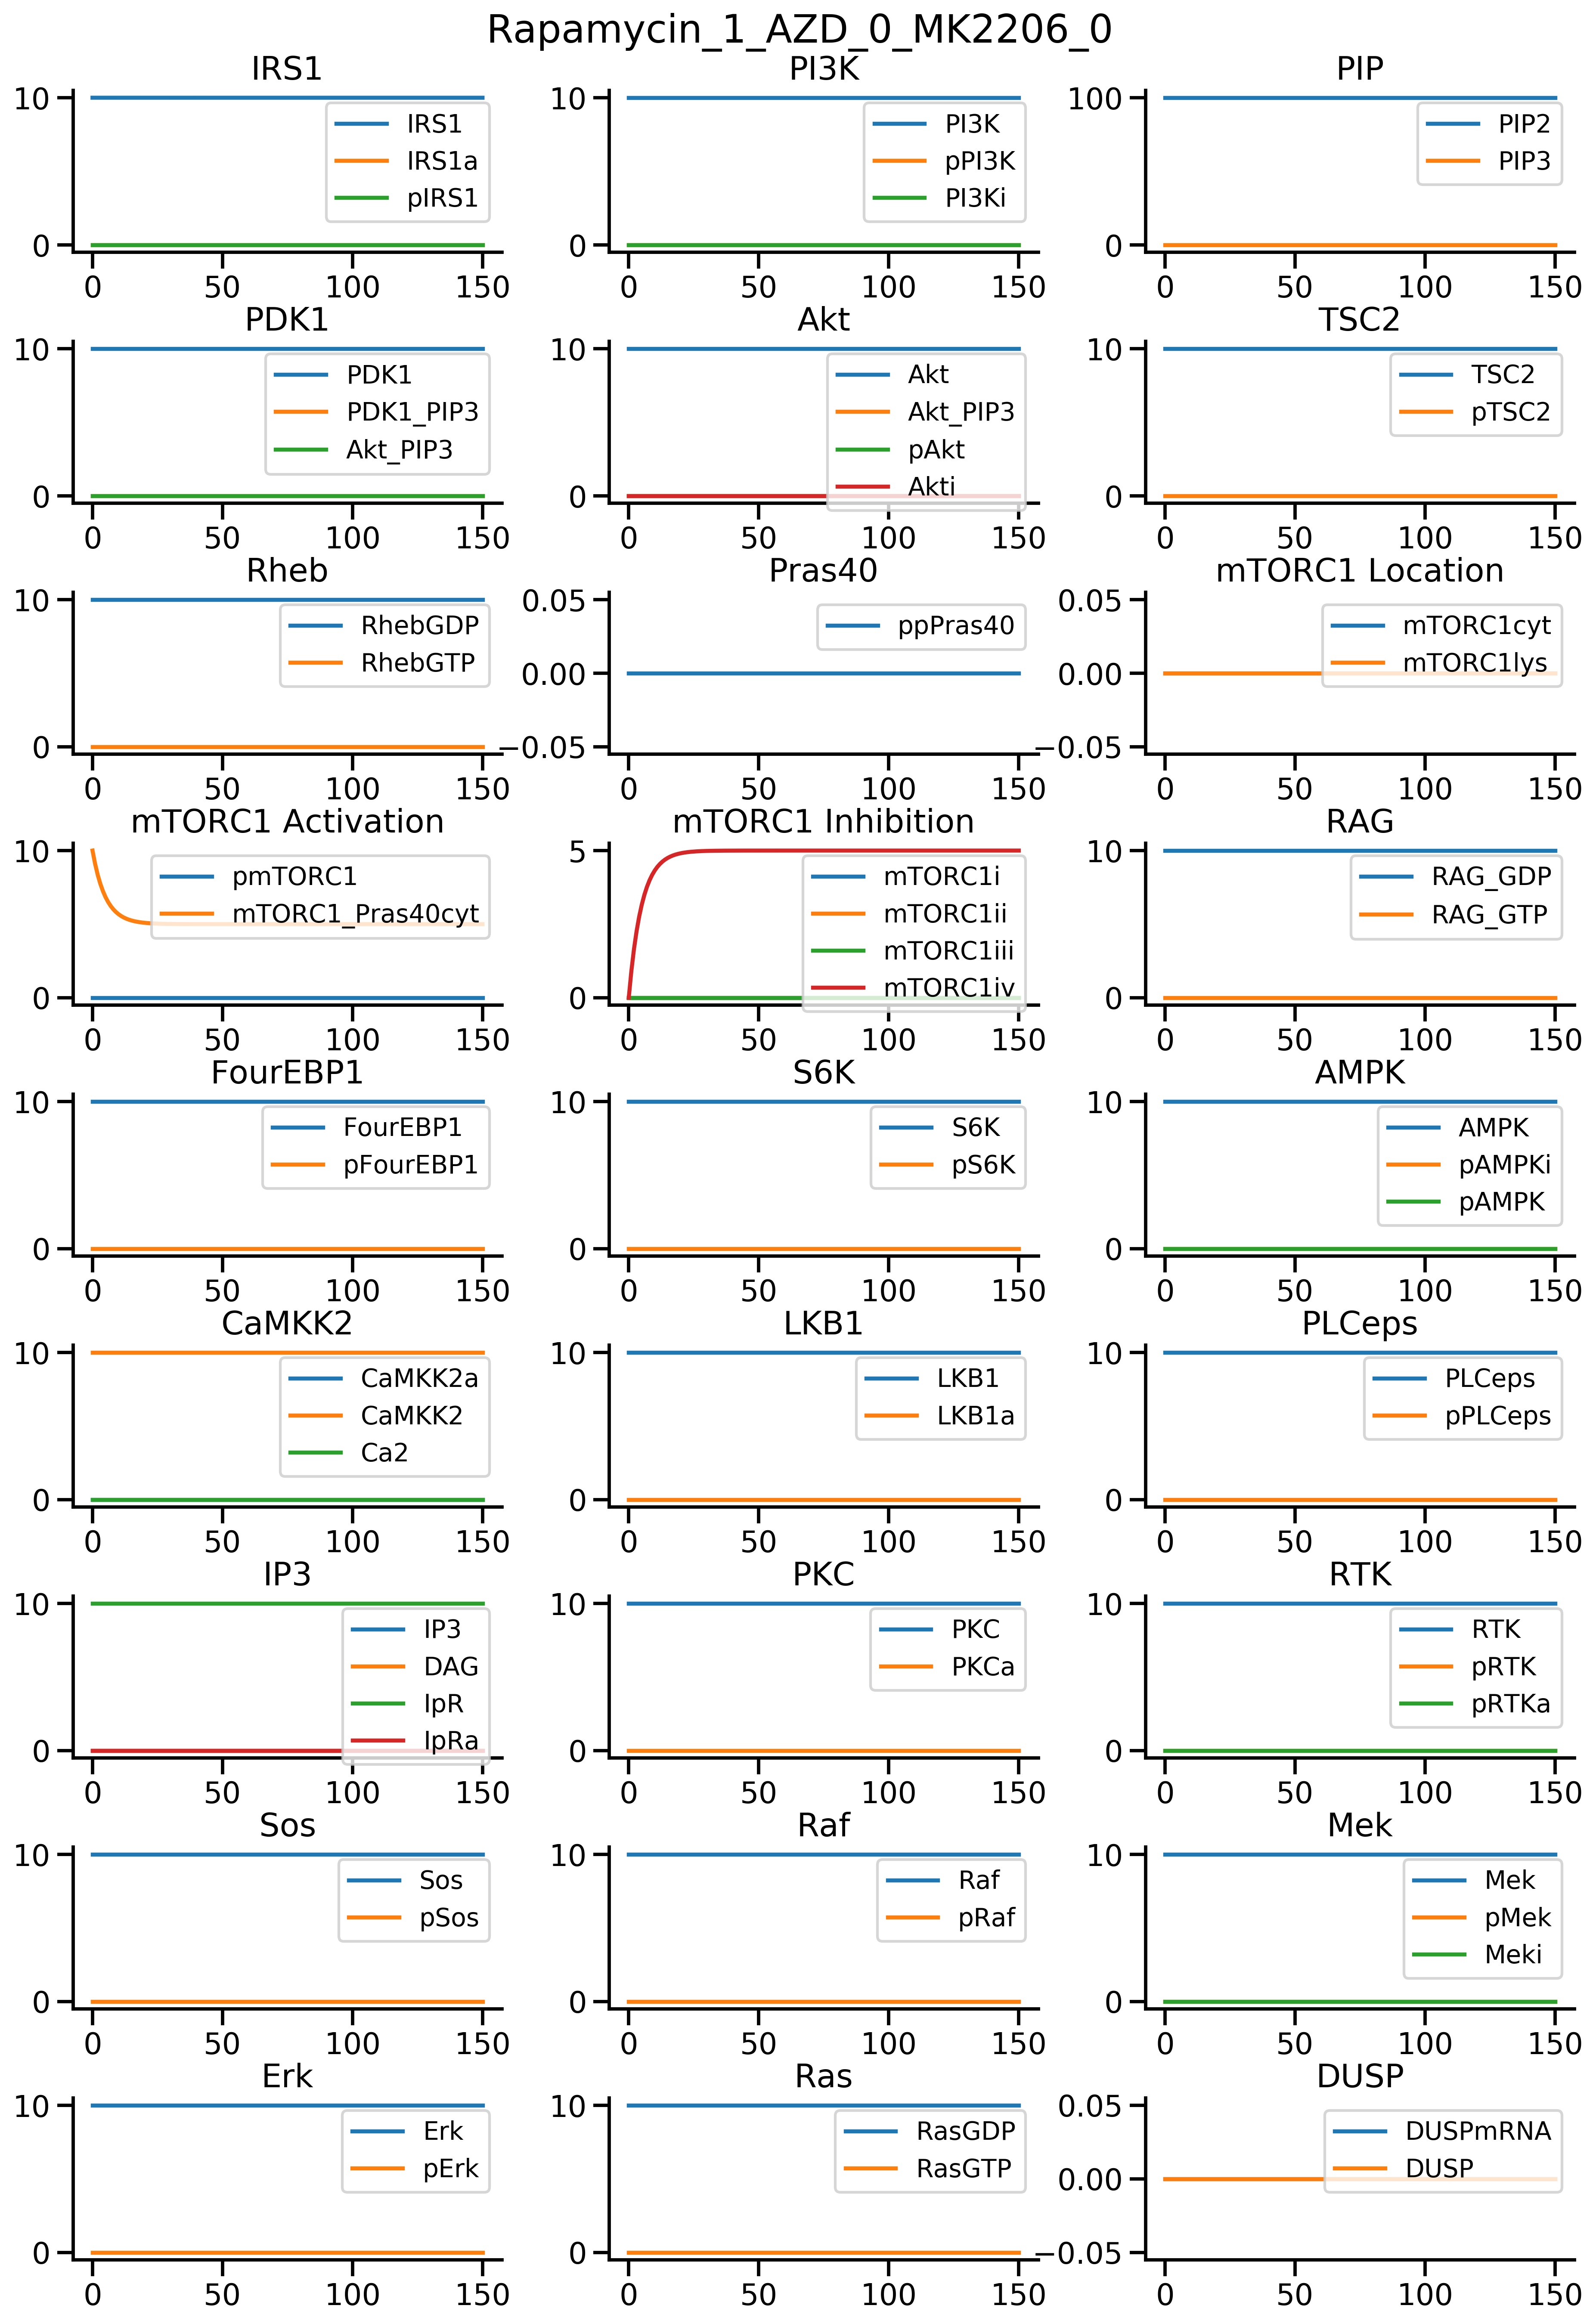 Rapamycin_1_AZD_0_MK2206_0
IRS1
10
0
0 50 100 150
IRS1
IRS1a
pIRS1
PI3K
10
0
0 50 100 150
PI3K
pPI3K
PI3Ki
PIP
100
0
0 50 100 150
PIP2
PIP3
PDK1
10
0
0 50 100 150
PDK1
PDK1_PIP3
Akt_PIP3
Akt
10
0
0 50 100 150
Akt
Akt_PIP3
pAkt
Akti
TSC2
10
0
0 50 100 150
TSC2
pTSC2
Rheb
10
0
0 50 100 150
RhebGDP
RhebGTP
Pras40
0.05
0.00
−0.05
0 50 100 150
ppPras40
mTORC1 Location
0.05
0.00
−0.05
0 50 100 150
mTORC1cyt
mTORC1lys
mTORC1 Activation
10
0
0 50 100 150
pmTORC1
mTORC1_Pras40cyt
mTORC1 Inhibition
5
0
0 50 100 150
mTORC1i
mTORC1ii
mTORC1iii
mTORC1iv
RAG
10
0
0 50 100 150
RAG_GDP
RAG_GTP
FourEBP1
10
0
0 50 100 150
FourEBP1
pFourEBP1
S6K
10
0
0 50 100 150
S6K
pS6K
AMPK
10
0
0 50 100 150
AMPK
pAMPKi
pAMPK
CaMKK2
10
0
0 50 100 150
CaMKK2a
CaMKK2
Ca2
LKB1
10
0
0 50 100 150
LKB1
LKB1a
PLCeps
10
0
0 50 100 150
PLCeps
pPLCeps
IP3
10
0
0 50 100 150
IP3
DAG
IpR
IpRa
PKC
10
0
0 50 100 150
PKC
PKCa
RTK
10
0
0 50 100 150
RTK
pRTK
pRTKa
Sos
10
0
0 50 100 150
Sos
pSos
Raf
10
0
0 50 100 150
Raf
pRaf
Mek
10
0
0 50 100 150
Mek
pMek
Meki
Erk
10
0
0 50 100 150
Erk
pErk
Ras
10
0
0 50 100 150
RasGDP
RasGTP
DUSP
0.05
0.00
−0.05
0 50 100 150
DUSPmRNA
DUSP